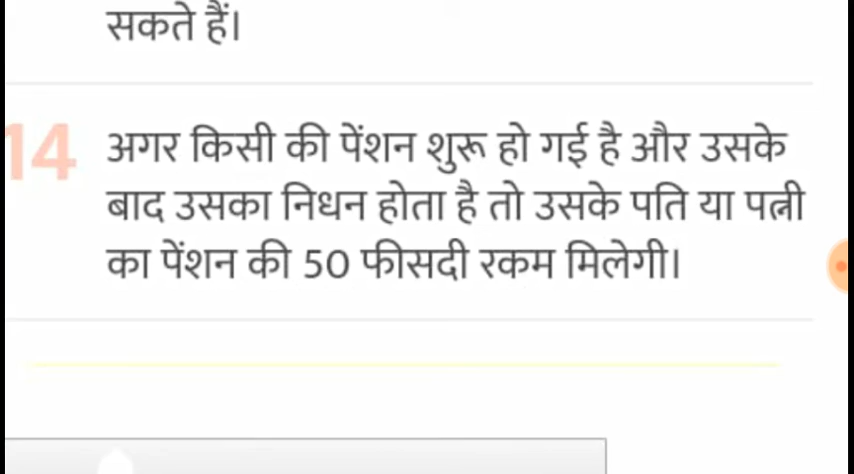 सकते हैं।
14 अगर किसी की पेंशन शुरू हो गई है और उसके
बाद उसका निधन होता है तो उसके पति या पत्नी
का पेंशन की 50 फीसदी रकम मिलेगी।